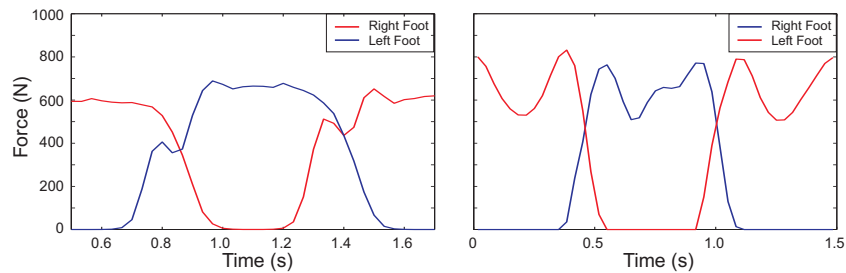 1000
800
600
400
200
0
Force (N)
0.6 0.8 1.0 1.2 1.4 1.6
Time (s)
Right Foot
Left Foot
0 0.5 1.0 1.5
Time (s)
Right Foot
Left Foot